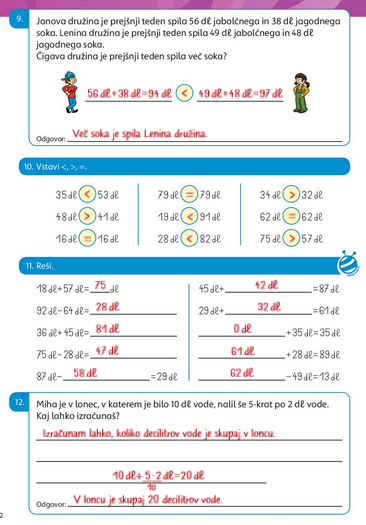 9.
Janova družina je prejšnji teden spila 56 dℓ jabolčnega in 38 dℓ jagodnega
soka. Lenina družina je prejšnji teden spila 49 dℓ jabolčnega in 48 dℓ
jagodnega soka.
Čigava družina je prejšnji teden spila več soka?
56 dℓ+38 dℓ=94 dℓ < 49 dℓ+48 dℓ=97 dℓ
Odgovor: Več soka je spila Lenina družina.
10. Vstavi <, >, =.
35 dℓ < 53 dℓ 79 dℓ = 79 dℓ 34 dℓ > 32 dℓ
48 dℓ > 41 dℓ 19 dℓ < 91 dℓ 62 dℓ = 62 dℓ
16 dℓ = 16 dℓ 28 dℓ < 82 dℓ 75 dℓ > 57 dℓ
11. Reši.
18 dℓ+57 dℓ= 75 dℓ 45 dℓ+ 42 dℓ =87 dℓ
92 dℓ-64 dℓ= 28 dℓ 29 dℓ+ 32 dℓ =61 dℓ
36 dℓ+45 dℓ= 81 dℓ 0 dℓ +35 dℓ=35 dℓ
75 dℓ-28 dℓ= 47 dℓ 61 dℓ +28 dℓ=89 dℓ
87 dℓ- 58 dℓ =29 dℓ 62 dℓ -49 dℓ=13 dℓ
12.
Miha je v lonec, v katerem je bilo 10 dℓ vode, nalil še 5-krat po 2 dℓ vode.
Kaj lahko izračunaš?
Izračunam lahko, koliko decilitrov vode je skupaj v loncu.
10 dℓ+5·2 dℓ=20 dℓ
10
Odgovor: V loncu je skupaj 20 decilitrov vode.
2